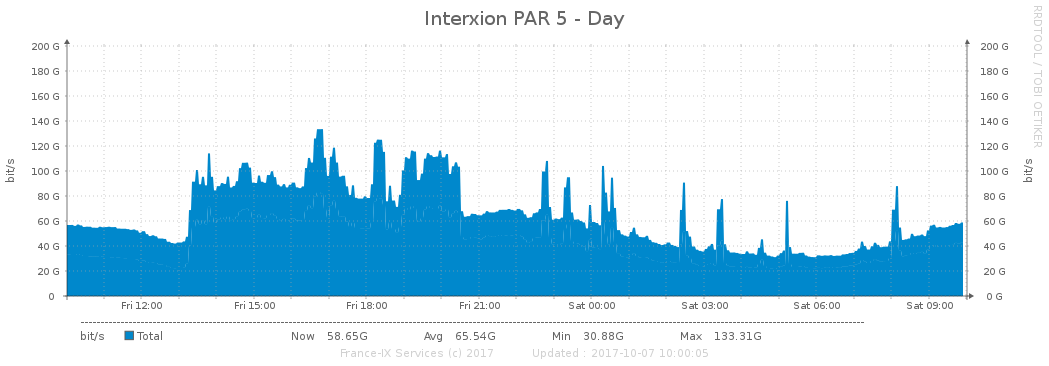 Interxion PAR 5 - Day
RRDTOOL / TOBI OETIKER
bit/s
200 G
180 G
160 G
140 G
120 G
100 G
80 G
60 G
40 G
20 G
0
200 G
180 G
160 G
140 G
120 G
100 G
80 G
60 G
40 G
20 G
0 G
bit/s
Fri 12:00 Fri 15:00 Fri 18:00 Fri 21:00 Sat 00:00 Sat 03:00 Sat 06:00 Sat 09:00
bit/s Total Now 58.65G Avg 65.54G Min 30.88G Max 133.31G
France-IX Services (c) 2017 Updated : 2017-10-07 10:00:05